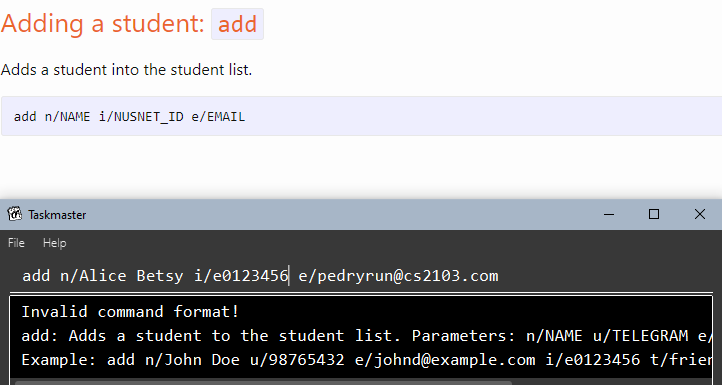 Adding a student: add
Adds a student into the student list.
add n/NAME i/NUSNET_ID e/EMAIL
Taskmaster
File Help
add n/Alice Betsy i/e0123456 e/pedryrun@cs2103.com
Invalid command format!
add: Adds a student to the student list. Parameters: n/NAME u/TELEGRAM e/
Example: add n/John Doe u/98765432 e/johnd@example.com i/e0123456 t/frien